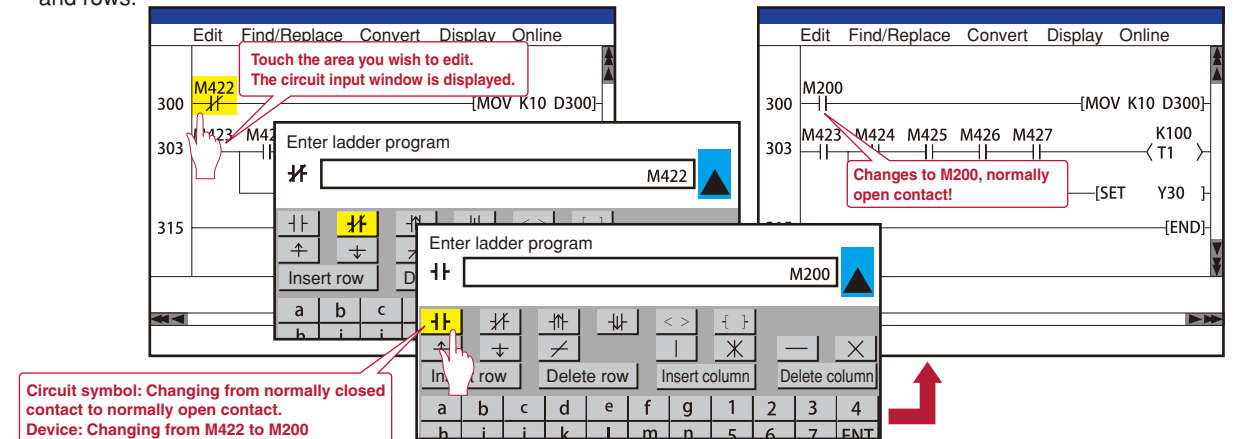 and rows.
Edit Find/Replace Convert Display Online
Touch the area you wish to edit.
The circuit input window is displayed.
M422
300
[MOV K10 D300]
M423
303
315
Enter ladder program
M422
< >
Insert row
a b c
h i j
Enter ladder program
M200
< > { }
Insert row Delete row Insert column Delete column
a b c d e f g 1 2 3 4
h i j k l m n 5 6 7 ENT
Circuit symbol: Changing from normally closed
contact to normally open contact.
Device: Changing from M422 to M200
Edit Find/Replace Convert Display Online
M200
300
[MOV K10 D300]
M423 M424 M425 M426 M427 K100
303
T1
Changes to M200, normally
open contact!
[SET Y30 ]
[END]